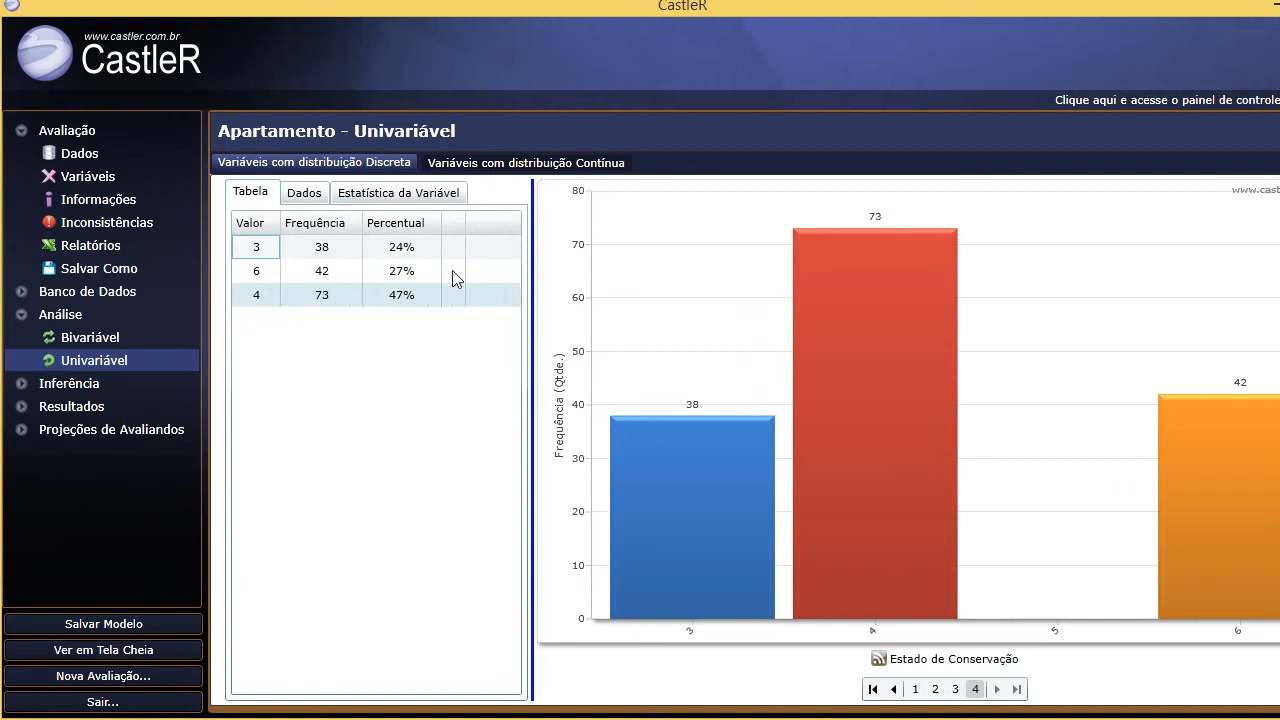 CastleR
www.castler.com.br
CastleR
Clique aqui e acesse o painel de controle
Avaliação
Dados
Variáveis
Informações
Inconsistências
Relatórios
Salvar Como
Banco de Dados
Análise
Bivariável
Univariável
Inferência
Resultados
Projeções de Avaliandos
Salvar Modelo
Ver em Tela Cheia
Nova Avaliação...
Sair...
Apartamento - Univariável
Variáveis com distribuição Discreta Variáveis com distribuição Contínua
Tabela Dados Estatística da Variável
Valor Frequência Percentual
3 38 24%
6 42 27%
4 73 47%
www.cast
Frequência (Qtde.)
80
70
60
50
40
30
20
10
0
38
73
42
3 4 5 6
Estado de Conservação
1 2 3 4